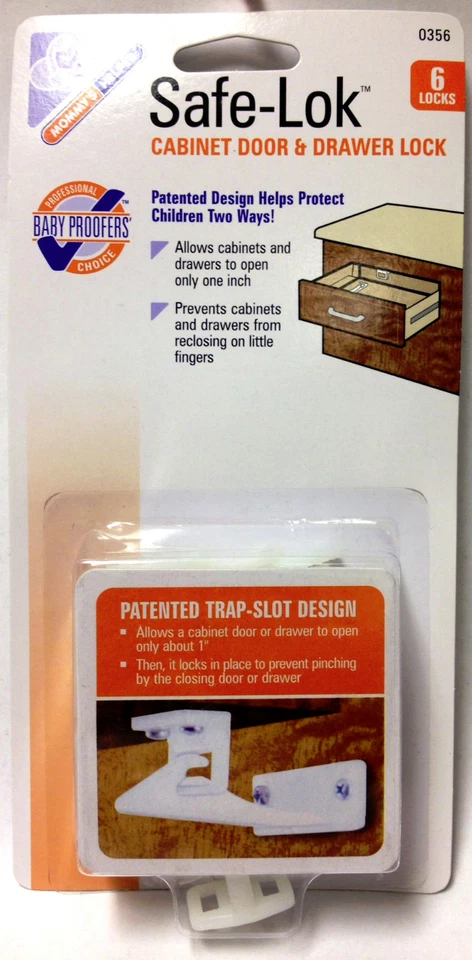 0356
6
LOCKS
Safe-Lok™
CABINET DOOR & DRAWER LOCK
PROFESSIONAL
BABY PROOFERS'™
CHOICE
Patented Design Helps Protect
Children Two Ways!
Allows cabinets and
drawers to open
only one inch
Prevents cabinets
and drawers from
reclosing on little
fingers
PATENTED TRAP-SLOT DESIGN
Allows a cabinet door or drawer to open
only about 1"
Then, it locks in place to prevent pinching
by the closing door or drawer